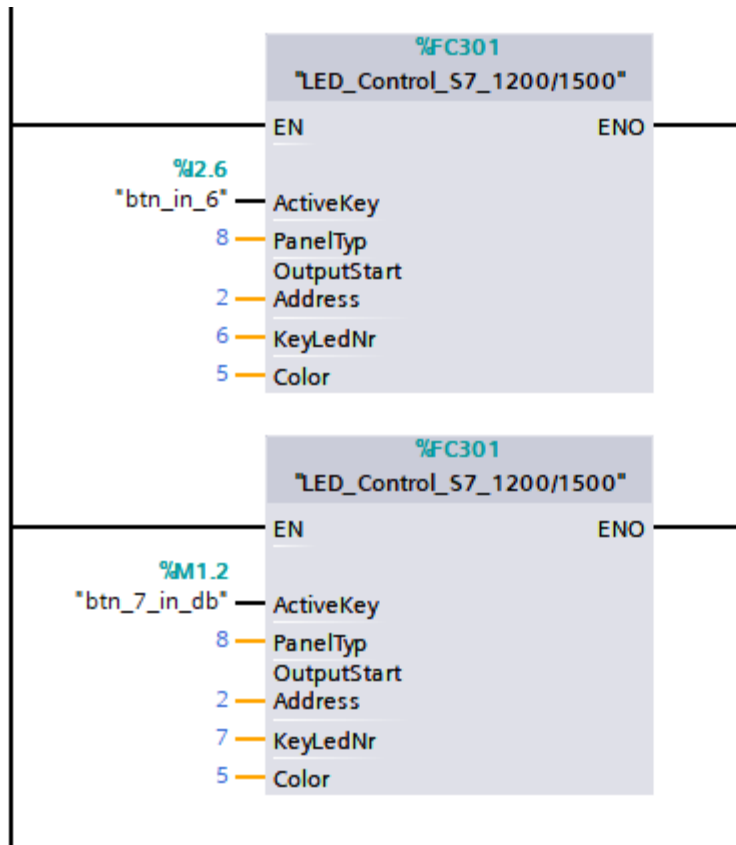 %FC301
"LED_Control_S7_1200/1500"
EN ENO
%I2.6
"btn_in_6" ActiveKey
8 PanelTyp
OutputStart
2 Address
6 KeyLedNr
5 Color
%FC301
"LED_Control_S7_1200/1500"
EN ENO
%M1.2
"btn_7_in_db" ActiveKey
8 PanelTyp
OutputStart
2 Address
7 KeyLedNr
5 Color